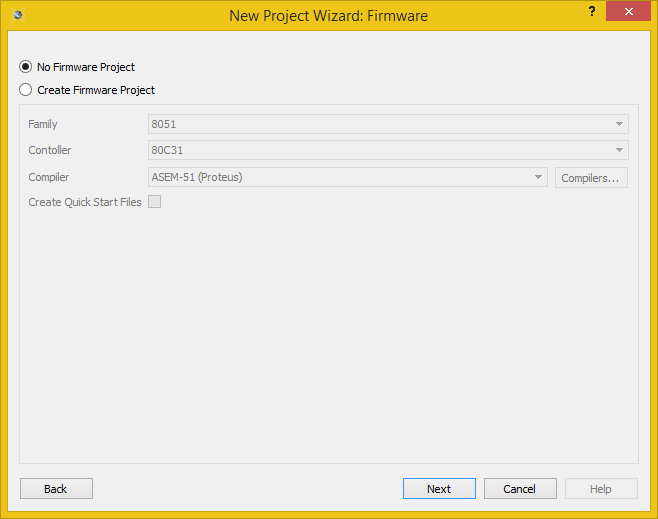 New Project Wizard: Firmware
?
No Firmware Project
Create Firmware Project
Family 8051
Contoller 80C31
Compiler ASEM-51 (Proteus) Compilers...
Create Quick Start Files
Back Next Cancel Help